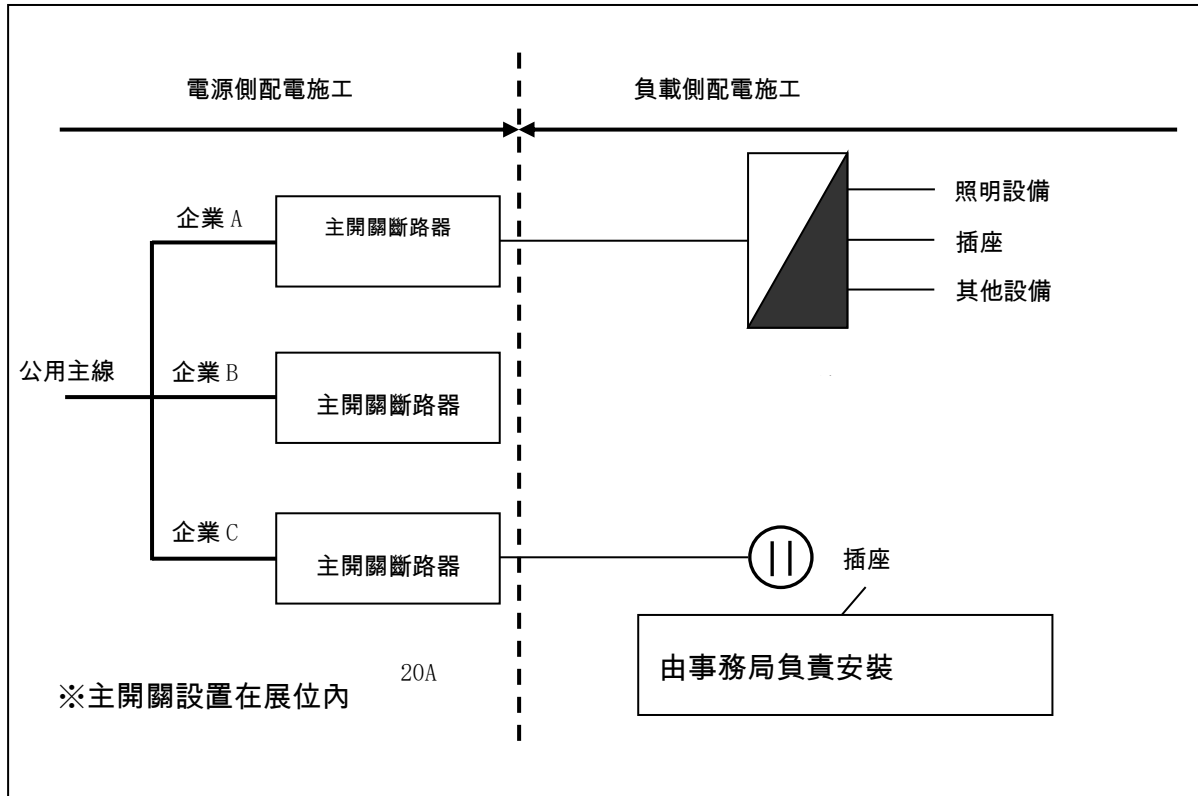 電源側配電施工
負載側配電施工
企業 A
主開關斷路器
照明設備
插座
其他設備
公用主線
企業 B
主開關斷路器
企業 C
主開關斷路器
插座
由事務局負責安裝
20A
※主開關設置在展位內